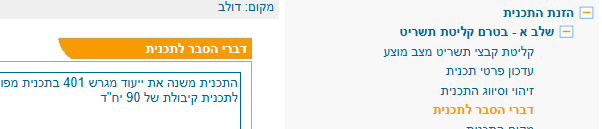 הזנת התכנית
שלב א - בטרם קליטת תשריט
קליטת קבצי תשריט מצב מוצע
עדכון פרטי תכנית
זיהוי וסיווג התכנית
דברי הסבר לתכנית
מקום: דולב
דברי הסבר לתכנית
התכנית משנה את ייעוד מגרש 401 בתכנית
לתכנית קיבולת של 90 יח"ד